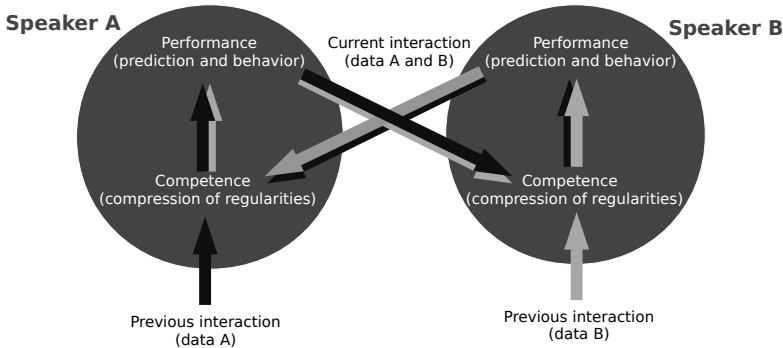 Speaker A
Speaker B
Performance
(prediction and behavior)
Current interaction
(data A and B)
Performance
(prediction and behavior)
Competence
(compression of regularities)
Competence
(compression of regularities)
Previous interaction
(data A)
Previous interaction
(data B)